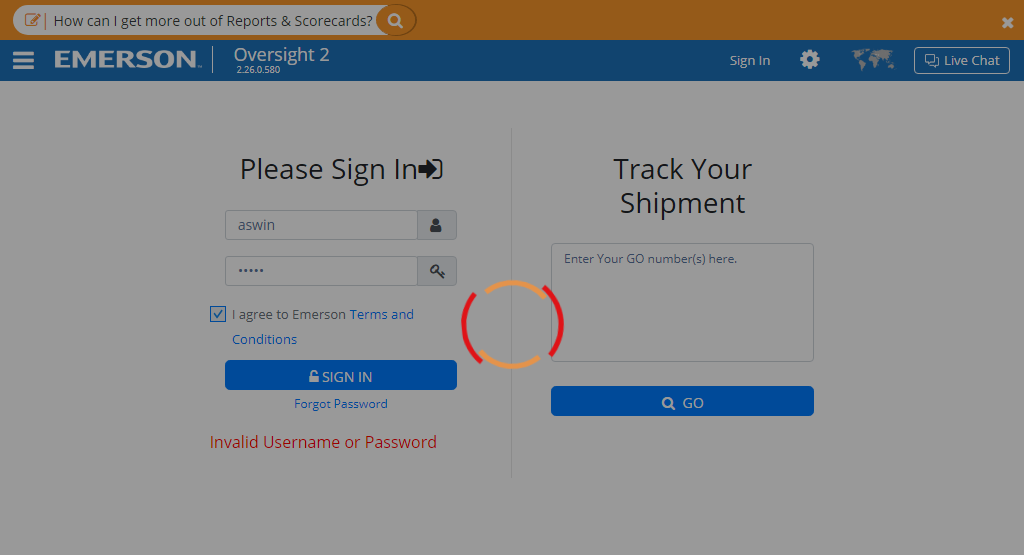 How can I get more out of Reports & Scorecards?
EMERSON™
Oversight 2
2.26.0.580
Sign In
Live Chat
Please Sign In
aswin
•••••
I agree to Emerson Terms and
Conditions
SIGN IN
Forgot Password
Invalid Username or Password
Track Your
Shipment
Enter Your GO number(s) here.
GO